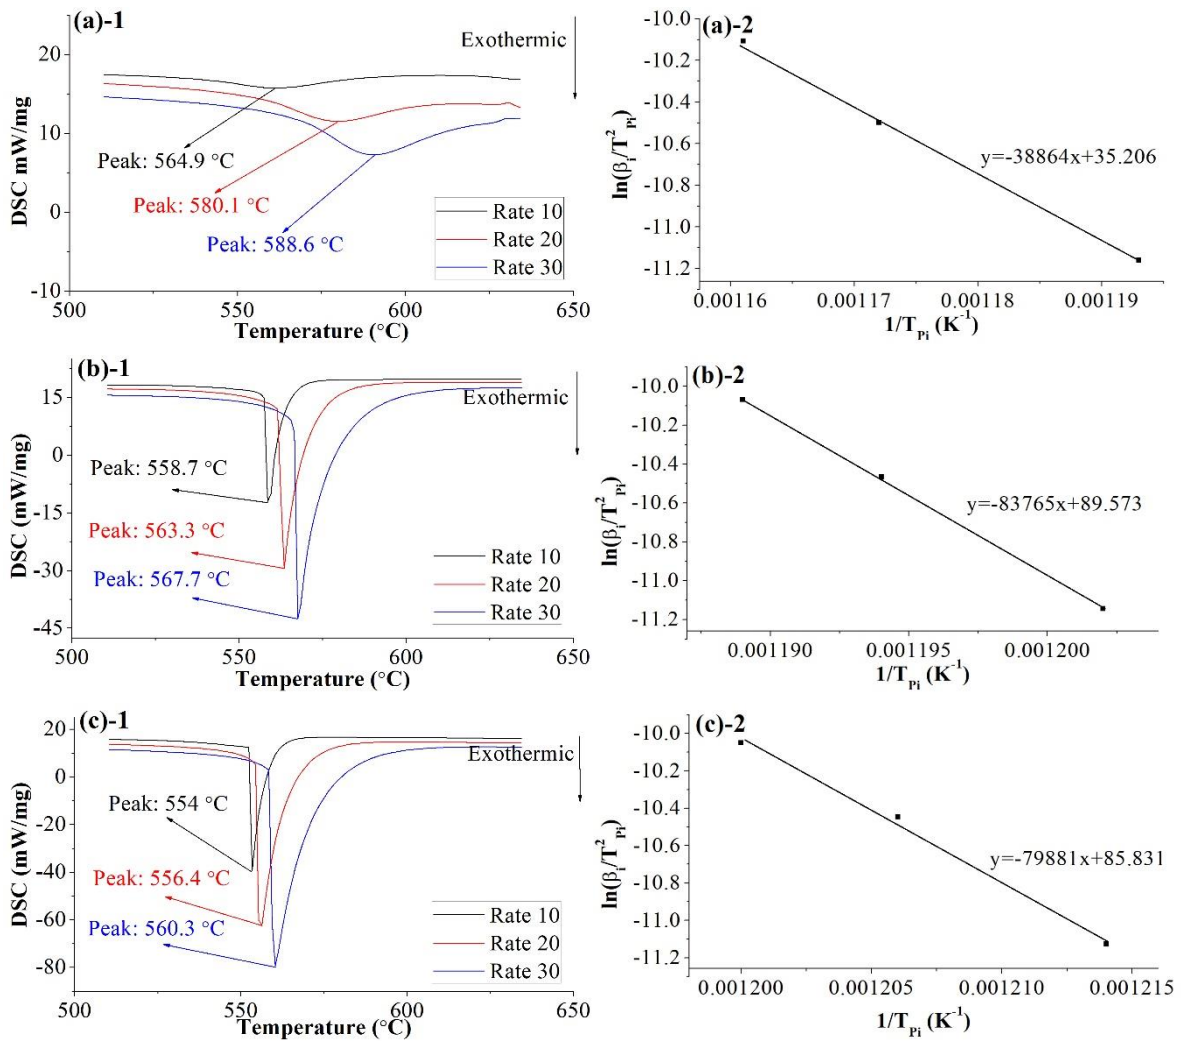 (a)-1
Exothermic
20
10
0
-10
DSC mW/mg
Peak: 564.9 °C
Peak: 580.1 °C
Peak: 588.6 °C
Rate 10
Rate 20
Rate 30
500
550
600
650
Temperature (°C)
(a)-2
-10.0
-10.2
-10.4
-10.6
-10.8
-11.0
-11.2
ln(βi/T²Pi)
y=-38864x+35.206
0.00116
0.00117
0.00118
0.00119
1/TPi (K⁻¹)
(b)-1
Exothermic
15
0
-15
-30
-45
DSC (mW/mg)
Peak: 558.7 °C
Peak: 563.3 °C
Peak: 567.7 °C
Rate 10
Rate 20
Rate 30
500
550
600
650
Temperature (°C)
(b)-2
-10.0
-10.2
-10.4
-10.6
-10.8
-11.0
-11.2
ln(βi/T²Pi)
y=-83765x+89.573
0.001190
0.001195
0.001200
1/TPi (K⁻¹)
(c)-1
Exothermic
20
0
-20
-40
-60
-80
DSC (mW/mg)
Peak: 554 °C
Peak: 556.4 °C
Peak: 560.3 °C
Rate 10
Rate 20
Rate 30
500
550
600
650
Temperature (°C)
(c)-2
-10.0
-10.2
-10.4
-10.6
-10.8
-11.0
-11.2
ln(βi/T²Pi)
y=-79881x+85.831
0.001200
0.001205
0.001210
0.001215
1/TPi (K⁻¹)